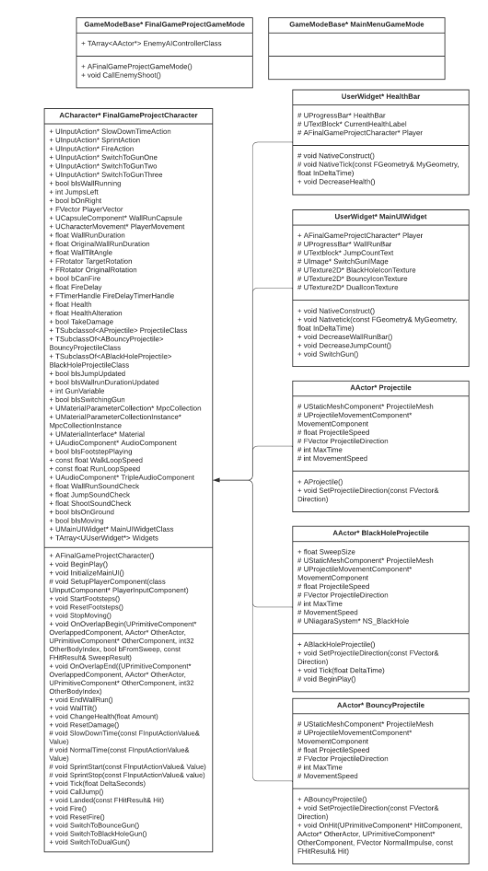 GameModeBase* FinalGameProjectGameMode
+ TArray<AActor*> EnemyAIControllerClass
+ AFinalGameProjectGameMode()
+ void CallEnemyShoot()
GameModeBase* MainMenuGameMode
ACharacter* FinalGameProjectCharacter
+ UInputAction* SlowDownTimeAction
+ UInputAction* SprintAction
+ UInputAction* FireAction
+ UInputAction* SwitchToGunOne
+ UInputAction* SwitchToGunTwo
+ UInputAction* SwitchToGunThree
+ bool bIsWallRunning
+ int JumpsLeft
+ bool bOnRight
+ FVector PlayerVector
+ UCapsuleComponent* WallRunCapsule
+ UCharacterMovement* PlayerMovement
+ float WallRunDuration
+ float OriginalWallRunDuration
+ float WallTiltAngle
+ FRotator TargetRotation
+ FRotator OriginalRotation
+ bool bCanFire
+ float FireDelay
+ FTimerHandle FireDelayTimerHandle
+ float Health
+ float HealthAlteration
+ bool TakeDamage
+ TSubclassof<AProjectile> ProjectileClass
+ TSubClassOf<ABouncyProjectile>
BouncyProjectileClass
+ TSubclassOf<ABlackHoleProjectile>
BlackHoleProjectileClass
+ bool bIsJumpUpdated
+ bool bIsWallrunDurationUpdated
+ int GunVariable
+ bool bIsSwitchingGun
+ UMaterialParameterCollection* MpcCollection
+ UMaterialParameterCollectionInstance*
MpcCollectionInstance
+ UMaterialInterface* Material
+ UAudioComponent* AudioComponent
+ bool bIsFootstepPlaying
+ const float WalkLoopSpeed
+ const float RunLoopSpeed
+ UAudioComponent* TripleAudioComponent
+ float WallRunSoundCheck
+ float JumpSoundCheck
+ float ShootSoundCheck
+ bool bIsOnGround
+ bool bIsMoving
+ UMainUIWidget* MainUIWidgetClass
+ TArray<UUserWidget*> Widgets
+ AFinalGameProjectCharacter()
+ void BeginPlay()
+ void InitializeMainUI()
# void SetupPlayerComponent(class
UInputComponent* PlayerInputComponent)
+ void StartFootsteps()
+ void ResetFootsteps()
+ void StopMoving()
+ void OnOverlapBegin(UPrimitiveComponent*
OverlappedComponent, AActor* OtherActor,
UPrimitiveComponent* OtherComponent, int32
OtherBodyIndex, bool bFromSweep, const
FHitResult& SweepResult)
+ void OnOverlapEnd((UPrimitiveComponent*
OverlappedComponent, AActor* OtherActor,
UPrimitiveComponent* OtherComponent, int32
OtherBodyIndex)
+ void EndWallRun()
+ void WallTilt()
+ void ChangeHealth(float Amount)
+ void ResetDamage()
# void SlowDownTime(const FInputActionValue&
Value)
# void NormalTime(const FInputActionValue&
Value)
# void SprintStart(const FInputActionValue& Value)
# void SprintStop(const FInputActionValue& value)
+ void Tick(float DeltaSeconds)
+ void CallJump()
+ void Landed(const FHitResult& Hit)
+ void Fire()
+ void ResetFire()
+ void SwitchToBounceGun()
+ void SwitchToBlackHoleGun()
+ void SwitchToDualGun()
UserWidget* HealthBar
# UProgressBar* HealthBar
# UTextBlock* CurrentHealthLabel
# AFinalGameProjectCharacter* Player
# void NativeConstruct()
# void NativeTick(const FGeometry& MyGeometry,
float InDeltaTime)
+ void DecreaseHealth()
UserWidget* MainUIWidget
+ AFinalGameProjectCharacter* Player
# UProgressBar* WallRunBar
# UTextblock* JumpCountText
# UImage* SwitchGunIMage
# UTexture2D* BlackHoleIconTexture
# UTexture2D* BouncyIconTexture
# UTexture2D* DualIconTexture
+ void NativeConstruct()
+ void Nativetick(const FGeometry& MyGeometry,
float InDeltaTime)
+ void DecreaseWallRunBar()
+ void DecreaseJumpCount()
+ void SwitchGun()
AActor* Projectile
# UStaticMeshComponent* ProjectileMesh
# UProjectileMovementComponent*
MovementComponent
# float ProjectileSpeed
# FVector ProjectileDirection
# int MaxTime
# int MovementSpeed
+ AProjectile()
+ void SetProjectileDirection(const FVector&
Direction)
AActor* BlackHoleProjectile
+ float SweepSize
# UStaticMeshComponent* ProjectileMesh
# UProjectileMovementComponent*
MovementComponent
# float ProjectileSpeed
# FVector ProjectileDirection
# int MaxTime
# MovementSpeed
# UNiagaraSystem* NS_BlackHole
+ ABlackHoleProjectile()
+ void SetProjectileDirection(const FVector&
Direction)
+ void Tick(float DeltaTime)
# void BeginPlay()
AActor* BouncyProjectile
# UStaticMeshComponent* ProjectileMesh
# UProjectileMovementComponent*
MovementComponent
# float ProjectileSpeed
# FVector ProjectileDirection
# int MaxTime
# MovementSpeed
+ ABouncyProjectile()
+ void SetProjectileDirection(const FVector&
Direction)
+ void OnHit(UPrimitiveComponent* HitComponent,
AActor* OtherActor, UPrimitiveComponent*
OtherComponent, FVector NormalImpulse, const
FHitResult& Hit)